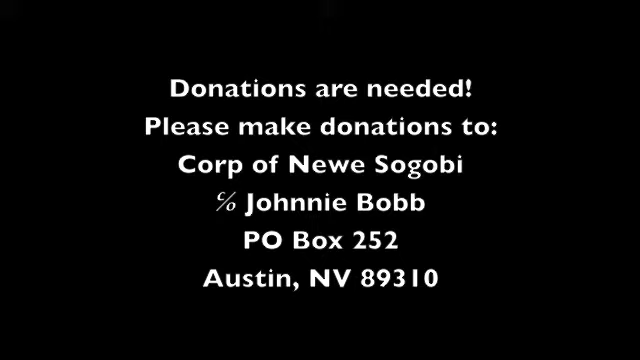 Donations are needed!
Please make donations to:
Corp of Newe Sogobi
℅ Johnnie Bobb
PO Box 252
Austin, NV 89310